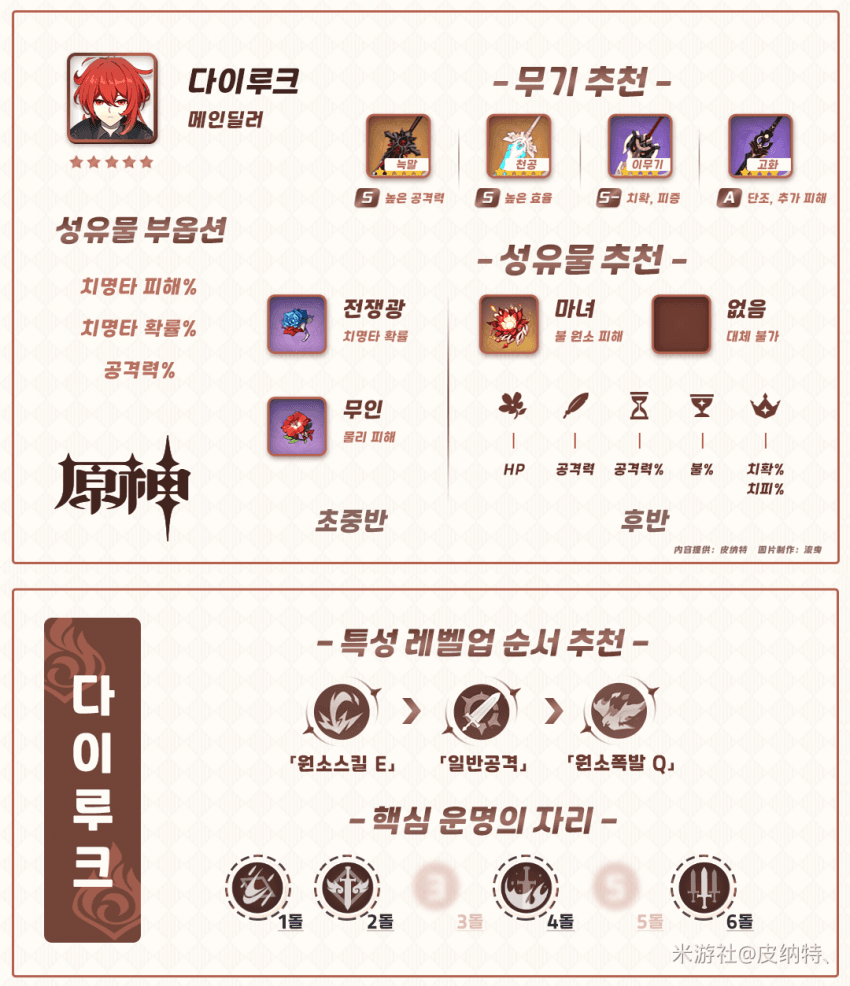 다이루크
메인딜러
- 무기 추천 -
녹말
천공
이무기
고화
S 높은 공격력
S 높은 효율
S- 치확, 피증
A 단조, 추가 피해
성유물 부옵션
치명타 피해%
치명타 확률%
공격력%
- 성유물 추천 -
전쟁광
치명타 확률
무인
물리 피해
초중반
마녀
불 원소 피해
없음
대체 불가
HP
공격력
공격력%
불%
치확%
치피%
후반
原神
内容提供：皮纳特 图片制作：流曳
다이루크
- 특성 레벨업 순서 추천 -
「원소스킬 E」
「일반공격」
「원소폭발 Q」
- 핵심 운명의 자리 -
1돌
2돌
3돌
4돌
5돌
6돌
米游社@皮纳特、